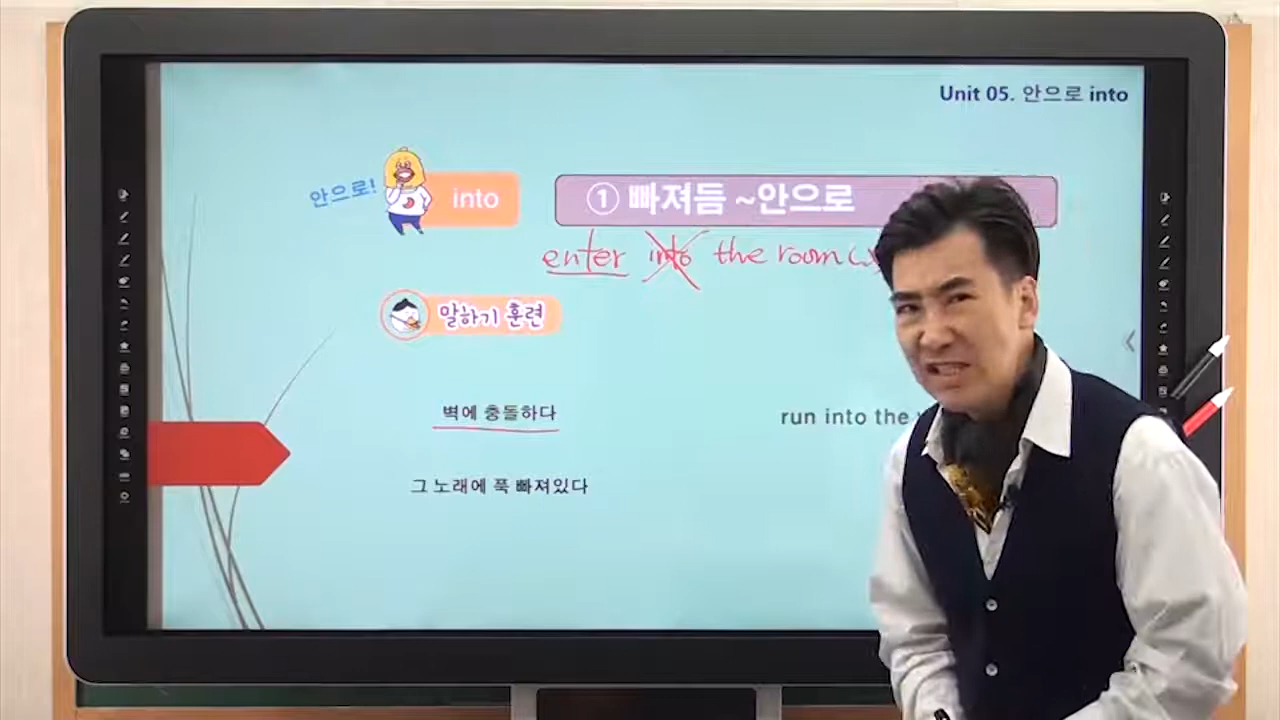 Unit 05. 안으로 into
안으로!
into
① 빠져듬 ~안으로
enter into the room
말하기 훈련
벽에 충돌하다
run into the
그 노래에 푹 빠져있다